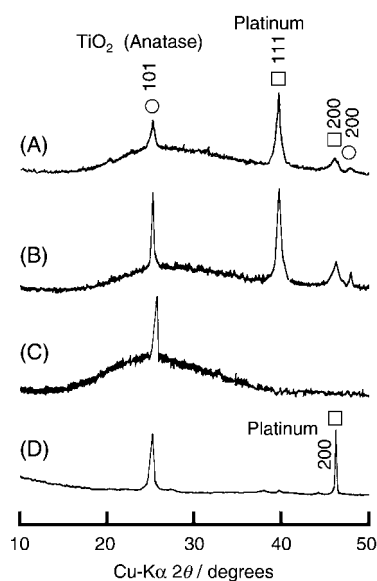 Platinum
TiO2 (Anatase)
101
111
200
200
(A)
(B)
(C)
Platinum
200
(D)
10 20 30 40 50
Cu-Kα 2θ / degrees